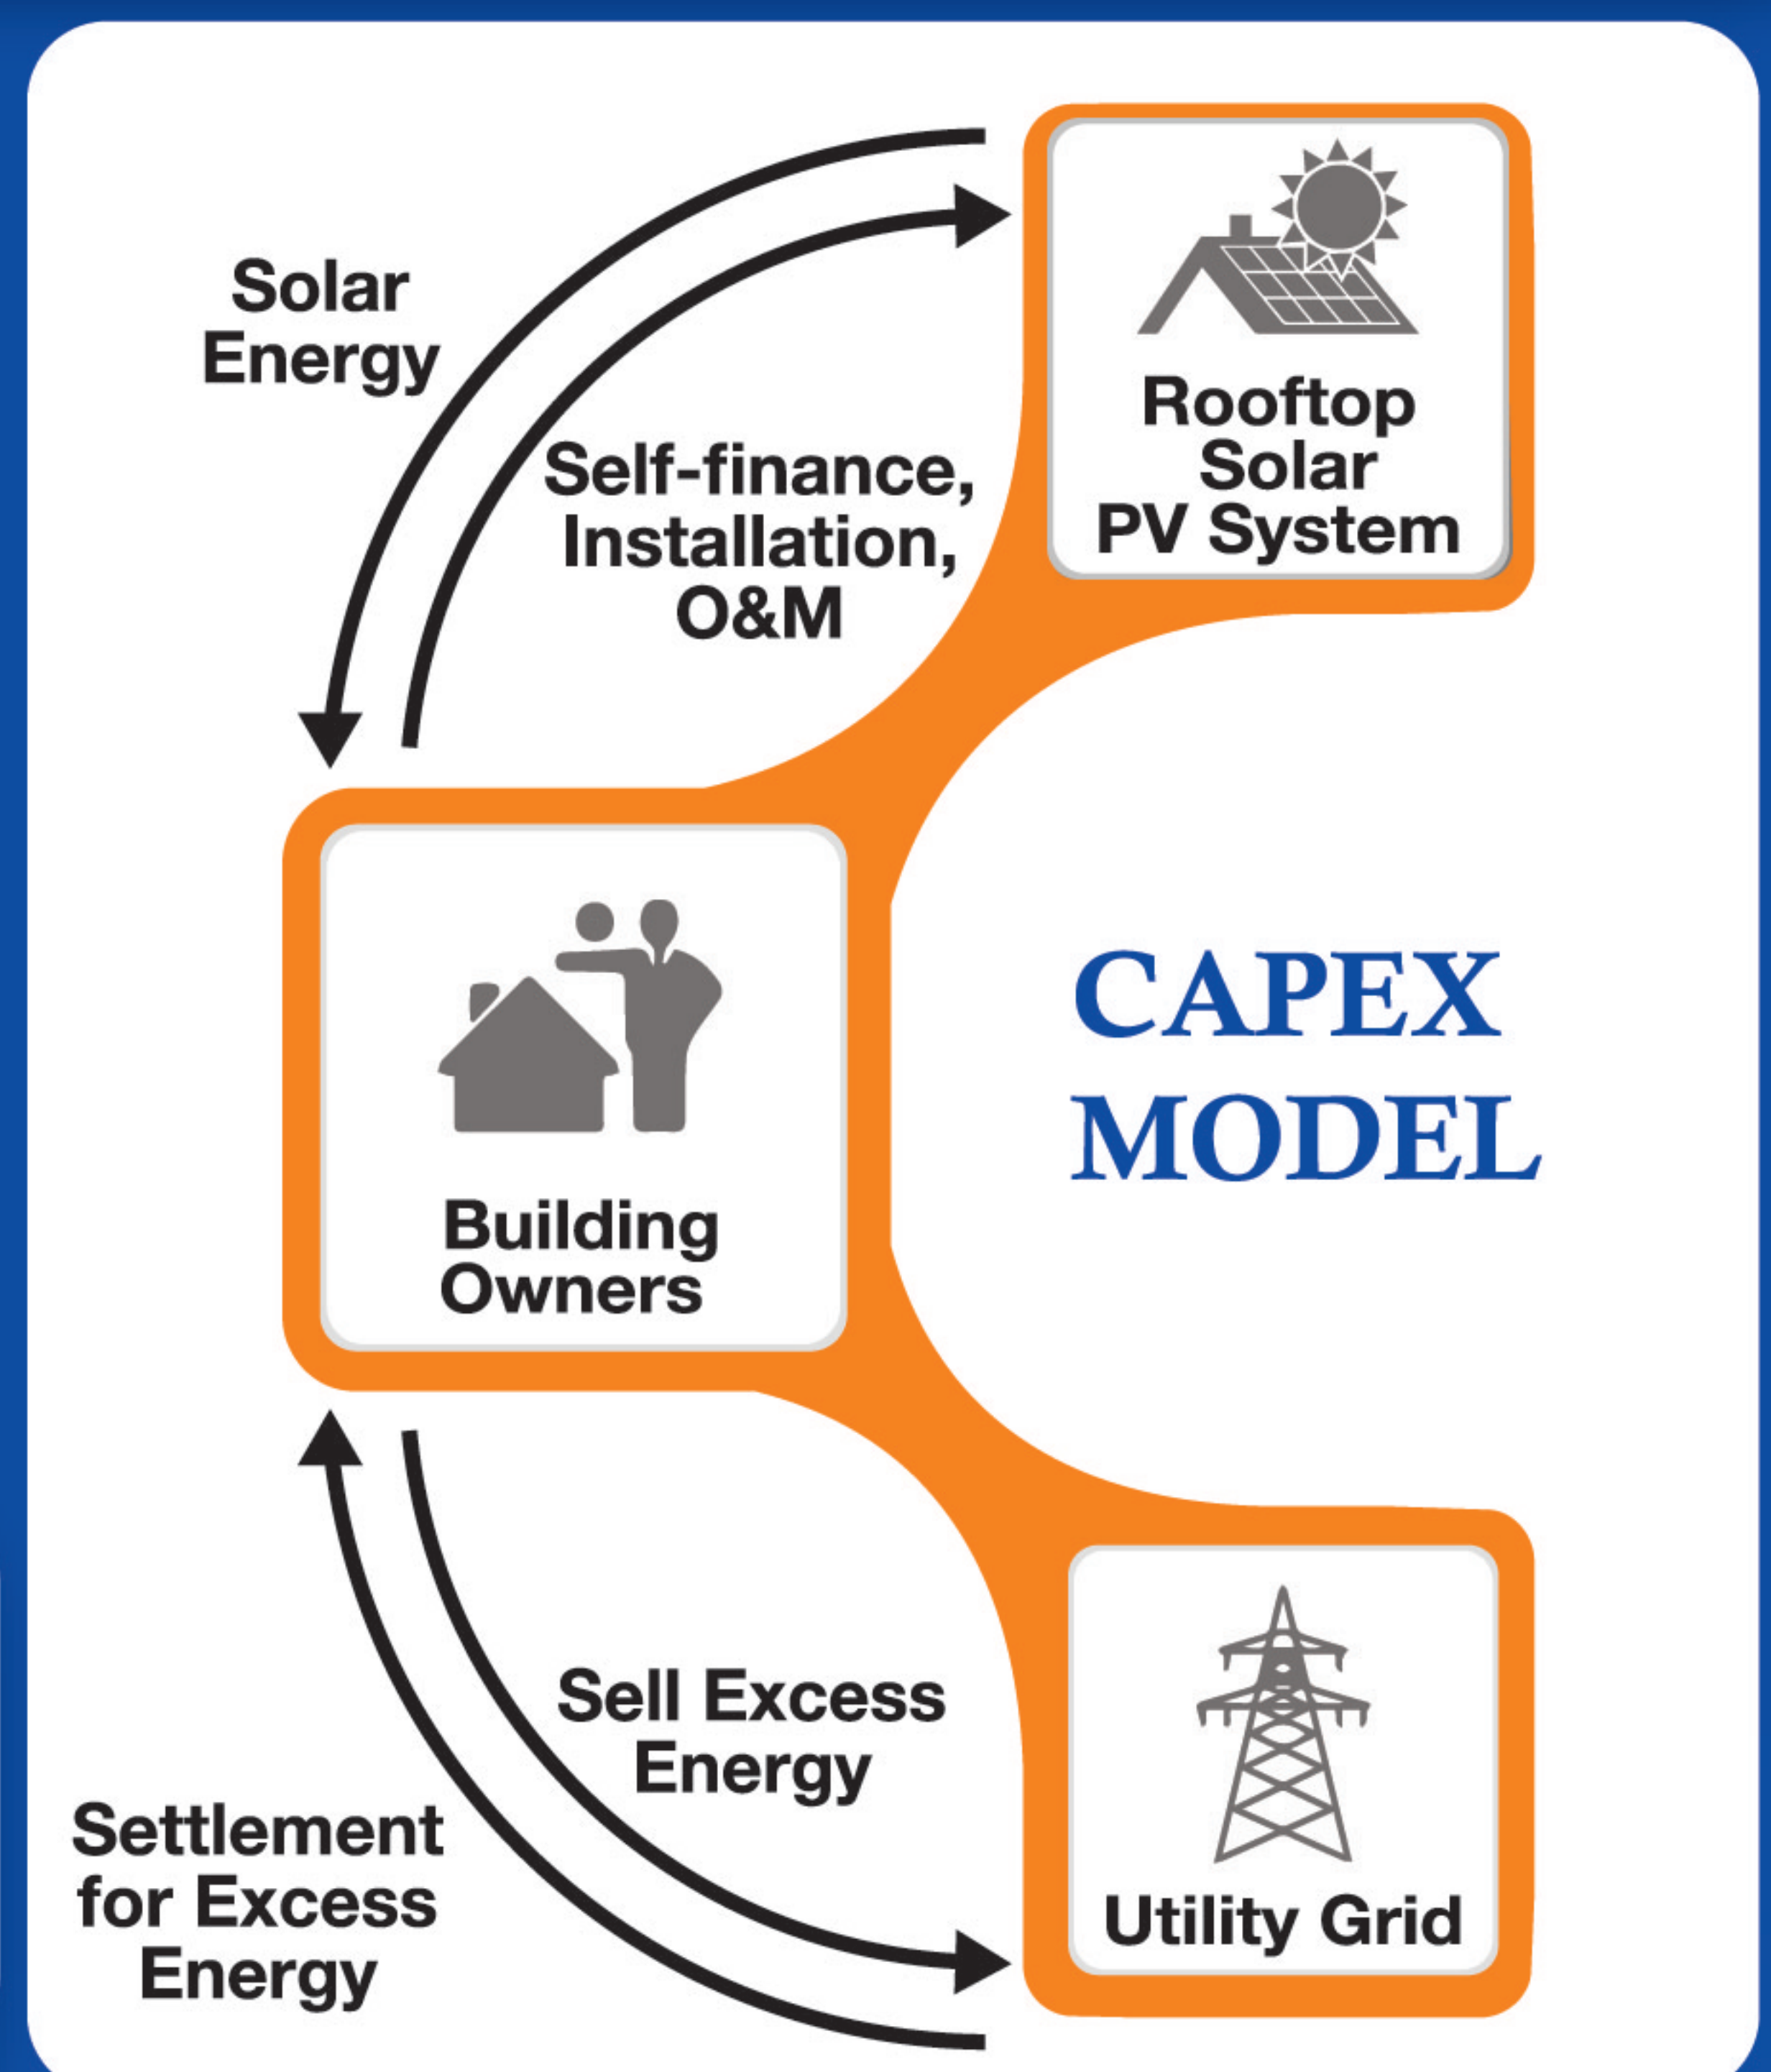 Solar
Energy
Self-finance,
Installation,
O&M
Rooftop
Solar
PV System
Building
Owners
CAPEX
MODEL
Sell Excess
Energy
Settlement
for Excess
Energy
Utility Grid